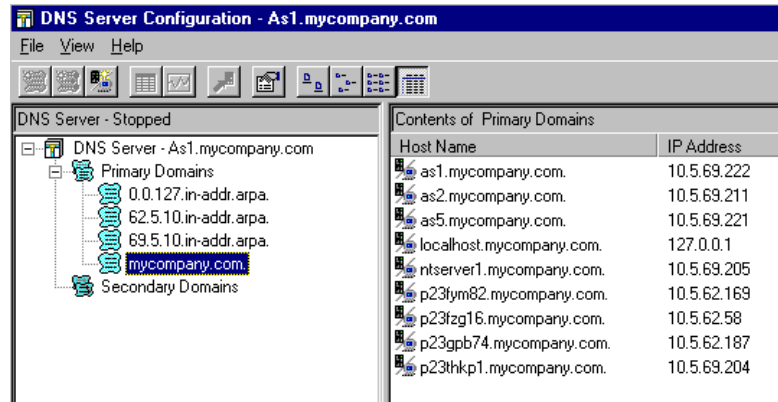 DNS Server Configuration - As1.mycompany.com
File View Help
DNS Server - Stopped
DNS Server - As1.mycompany.com
Primary Domains
0.0.127.in-addr.arpa.
62.5.10.in-addr.arpa.
69.5.10.in-addr.arpa.
mycompany.com.
Secondary Domains
Contents of Primary Domains
Host Name IP Address
as1.mycompany.com. 10.5.69.222
as2.mycompany.com. 10.5.69.211
as5.mycompany.com. 10.5.69.221
localhost.mycompany.com. 127.0.0.1
ntserver1.mycompany.com. 10.5.69.205
p23fym82.mycompany.com. 10.5.62.169
p23fzg16.mycompany.com. 10.5.62.58
p23gpb74.mycompany.com. 10.5.62.187
p23thkp1.mycompany.com. 10.5.69.204